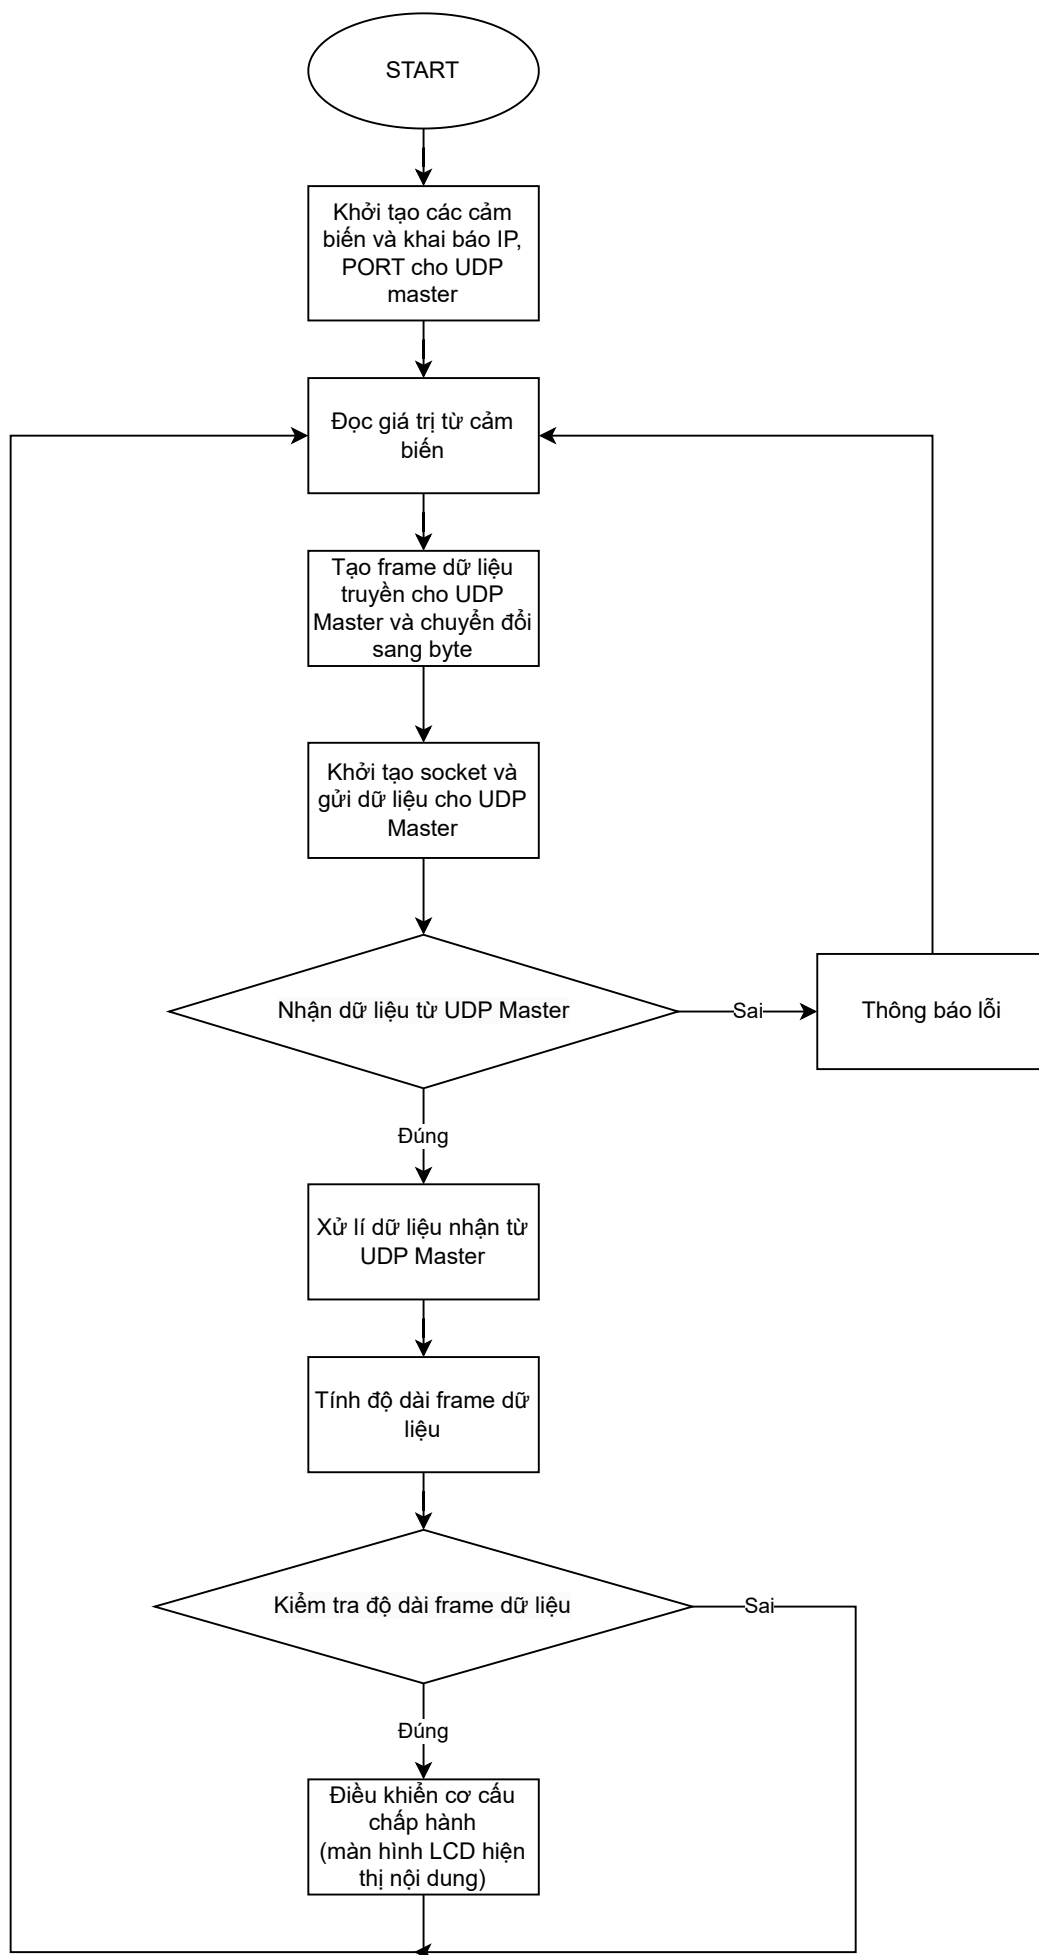 START
Khởi tạo các cảm
biến và khai báo IP,
PORT cho UDP
master
Đọc giá trị từ cảm
biến
Tạo frame dữ liệu
truyền cho UDP
Master và chuyển đổi
sang byte
Khởi tạo socket và
gửi dữ liệu cho UDP
Master
Nhận dữ liệu từ UDP Master
Sai
Thông báo lỗi
Đúng
Xử lí dữ liệu nhận từ
UDP Master
Tính độ dài frame dữ
liệu
Kiểm tra độ dài frame dữ liệu
Sai
Đúng
Điều khiển cơ cấu
chấp hành
(màn hình LCD hiện
thị nội dung)